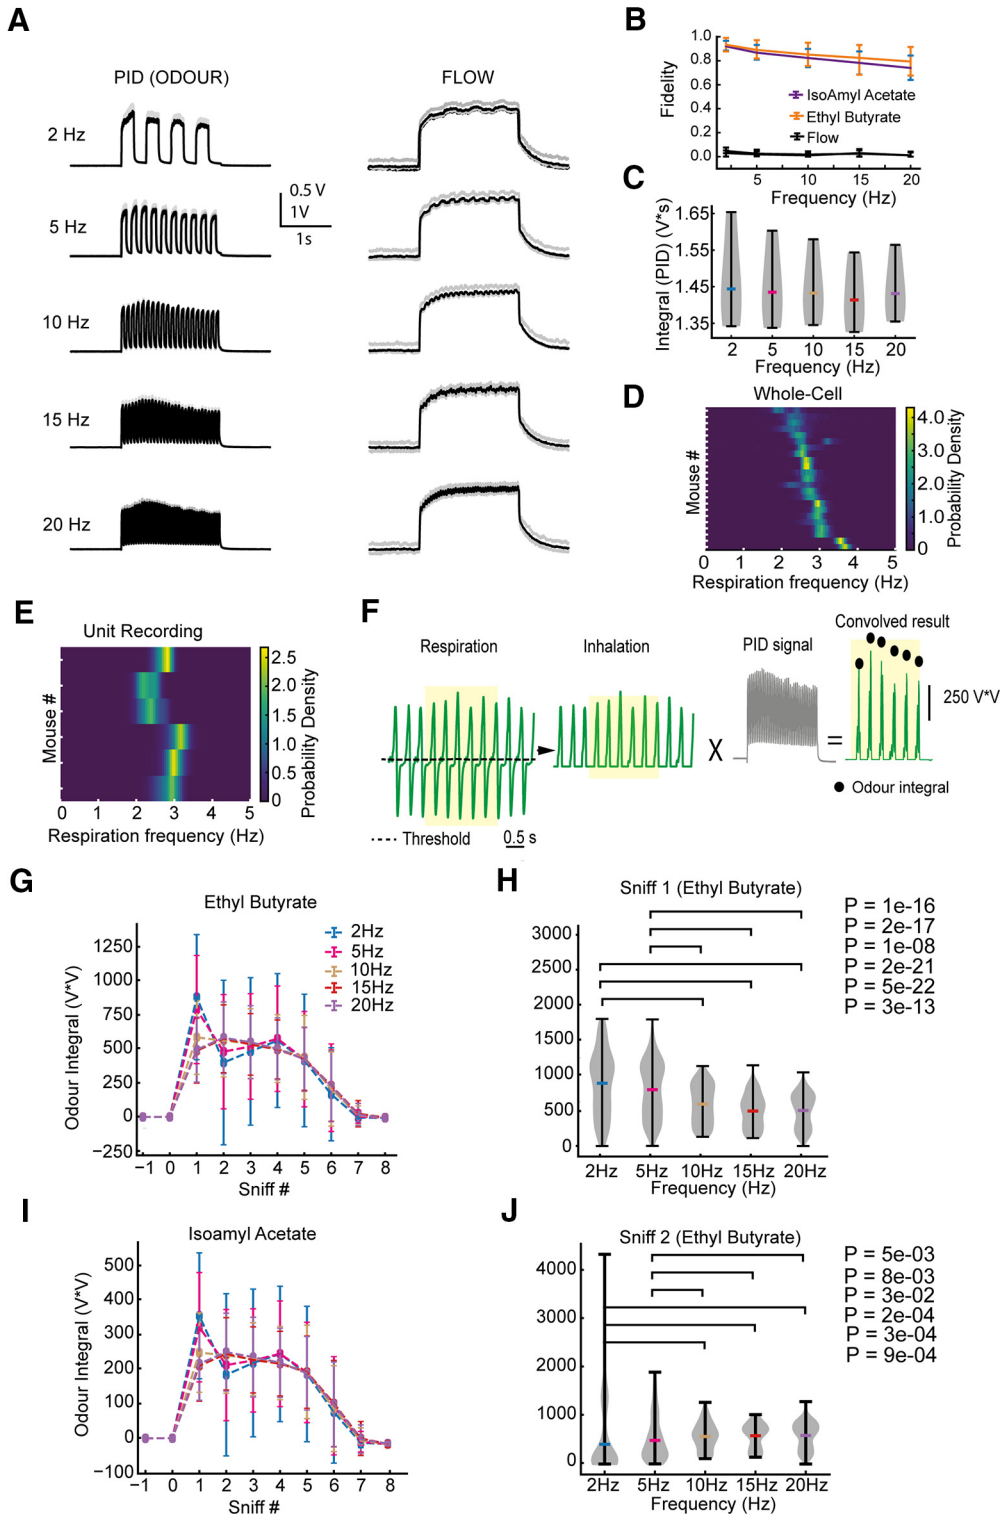 A
PID (ODOUR)
FLOW
2 Hz
5 Hz
0.5 V
1V
1s
10 Hz
15 Hz
20 Hz
B
1.0
0.8
0.6
0.4
0.2
0.0
Fidelity
IsoAmyl Acetate
Ethyl Butyrate
Flow
5 10 15 20
Frequency (Hz)
C
1.65
1.55
1.45
1.35
Integral (PID) (V*s)
2 5 10 15 20
Frequency (Hz)
D
Whole-Cell
Mouse #
0 1 2 3 4 5
Respiration frequency (Hz)
4.0
3.0
2.0
1.0
0
Probability Density
E
Unit Recording
Mouse #
0 1 2 3 4 5
Respiration frequency (Hz)
2.5
2.0
1.5
1.0
0.5
0
Probability Density
F
Respiration
Inhalation
PID signal
Convolved result
X
=
250 V*V
Odour integral
Threshold
0.5 s
G
Ethyl Butyrate
2Hz
5Hz
10Hz
15Hz
20Hz
1250
1000
750
500
250
0
−250
Odour Integral (V*V)
−1 0 1 2 3 4 5 6 7 8
Sniff #
H
Sniff 1 (Ethyl Butyrate)
3000
2500
2000
1500
1000
500
0
2Hz 5Hz 10Hz 15Hz 20Hz
Frequency (Hz)
P = 1e-16
P = 2e-17
P = 1e-08
P = 2e-21
P = 5e-22
P = 3e-13
I
Isoamyl Acetate
500
400
300
200
100
0
−100
Odour Integral (V*V)
−1 0 1 2 3 4 5 6 7 8
Sniff #
J
Sniff 2 (Ethyl Butyrate)
4000
3000
2000
1000
0
2Hz 5Hz 10Hz 15Hz 20Hz
Frequency (Hz)
P = 5e-03
P = 8e-03
P = 3e-02
P = 2e-04
P = 3e-04
P = 9e-04